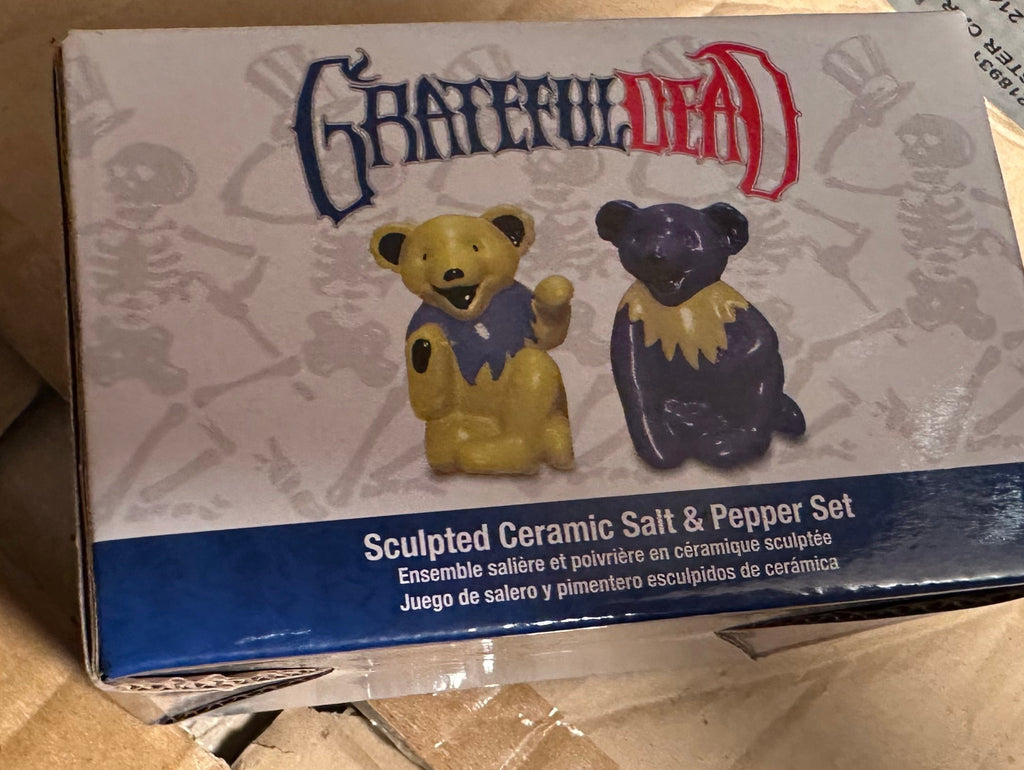 GRATEFUL DEAD
Sculpted Ceramic Salt & Pepper Set
Ensemble salière et poivrière en céramique sculptée
Juego de salero y pimentero esculpidos de cerámica